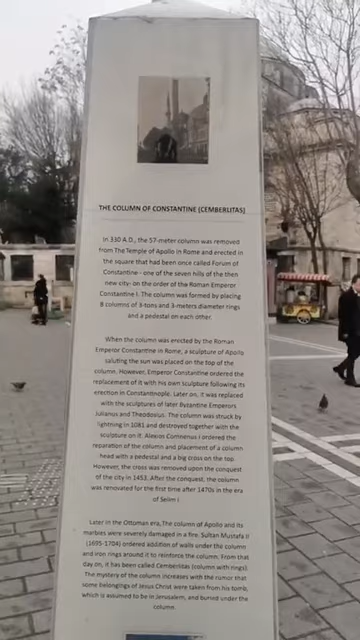 THE COLUMN OF CONSTANTINE [CEMBERLITAS]
In 330 A.D., the 57-meter column was removed
from The Temple of Apollo in Rome and erected in
the square that had been once called Forum of
Constantine - one of the seven hills of the then
new city- on the order of the Roman Emperor
Constantine I. The column was formed by placing
8 columns of 3-tons and 3-meters diameter rings
and a pedestal on each other.
When the column was erected by the Roman
Emperor Constantine in Rome, a sculpture of Apollo
saluting the sun was placed on the top of the
column. However, Emperor Constantine ordered the
replacement of it with his own sculpture following its
erection in Constantinople. Later on, it was replaced
with the sculptures of later Byzantine Emperors
Julianus and Theodosius. The column was struck by
lightning in 1081 and destroyed together with the
sculpture on it. Alexios Comnenus I ordered the
reparation of the column and placement of a column
head with a pedestal and a big cross on the top.
However, the cross was removed upon the conquest
of the city in 1453. After the conquest, the column
was renovated for the first time after 1470s in the era
of Selim I.
Later in the Ottoman era, The column of Apollo and its
marbles were severely damaged in a fire. Sultan Mustafa II
(1695-1704) ordered addition of walls under the column
and iron rings around it to reinforce the column. From that
day on, it has been called Cemberlitas (column with rings).
The mystery of the column increases with the rumor that
some belongings of Jesus Christ were taken from his tomb,
which is assumed to be in Jerusalem, and buried under the
column.